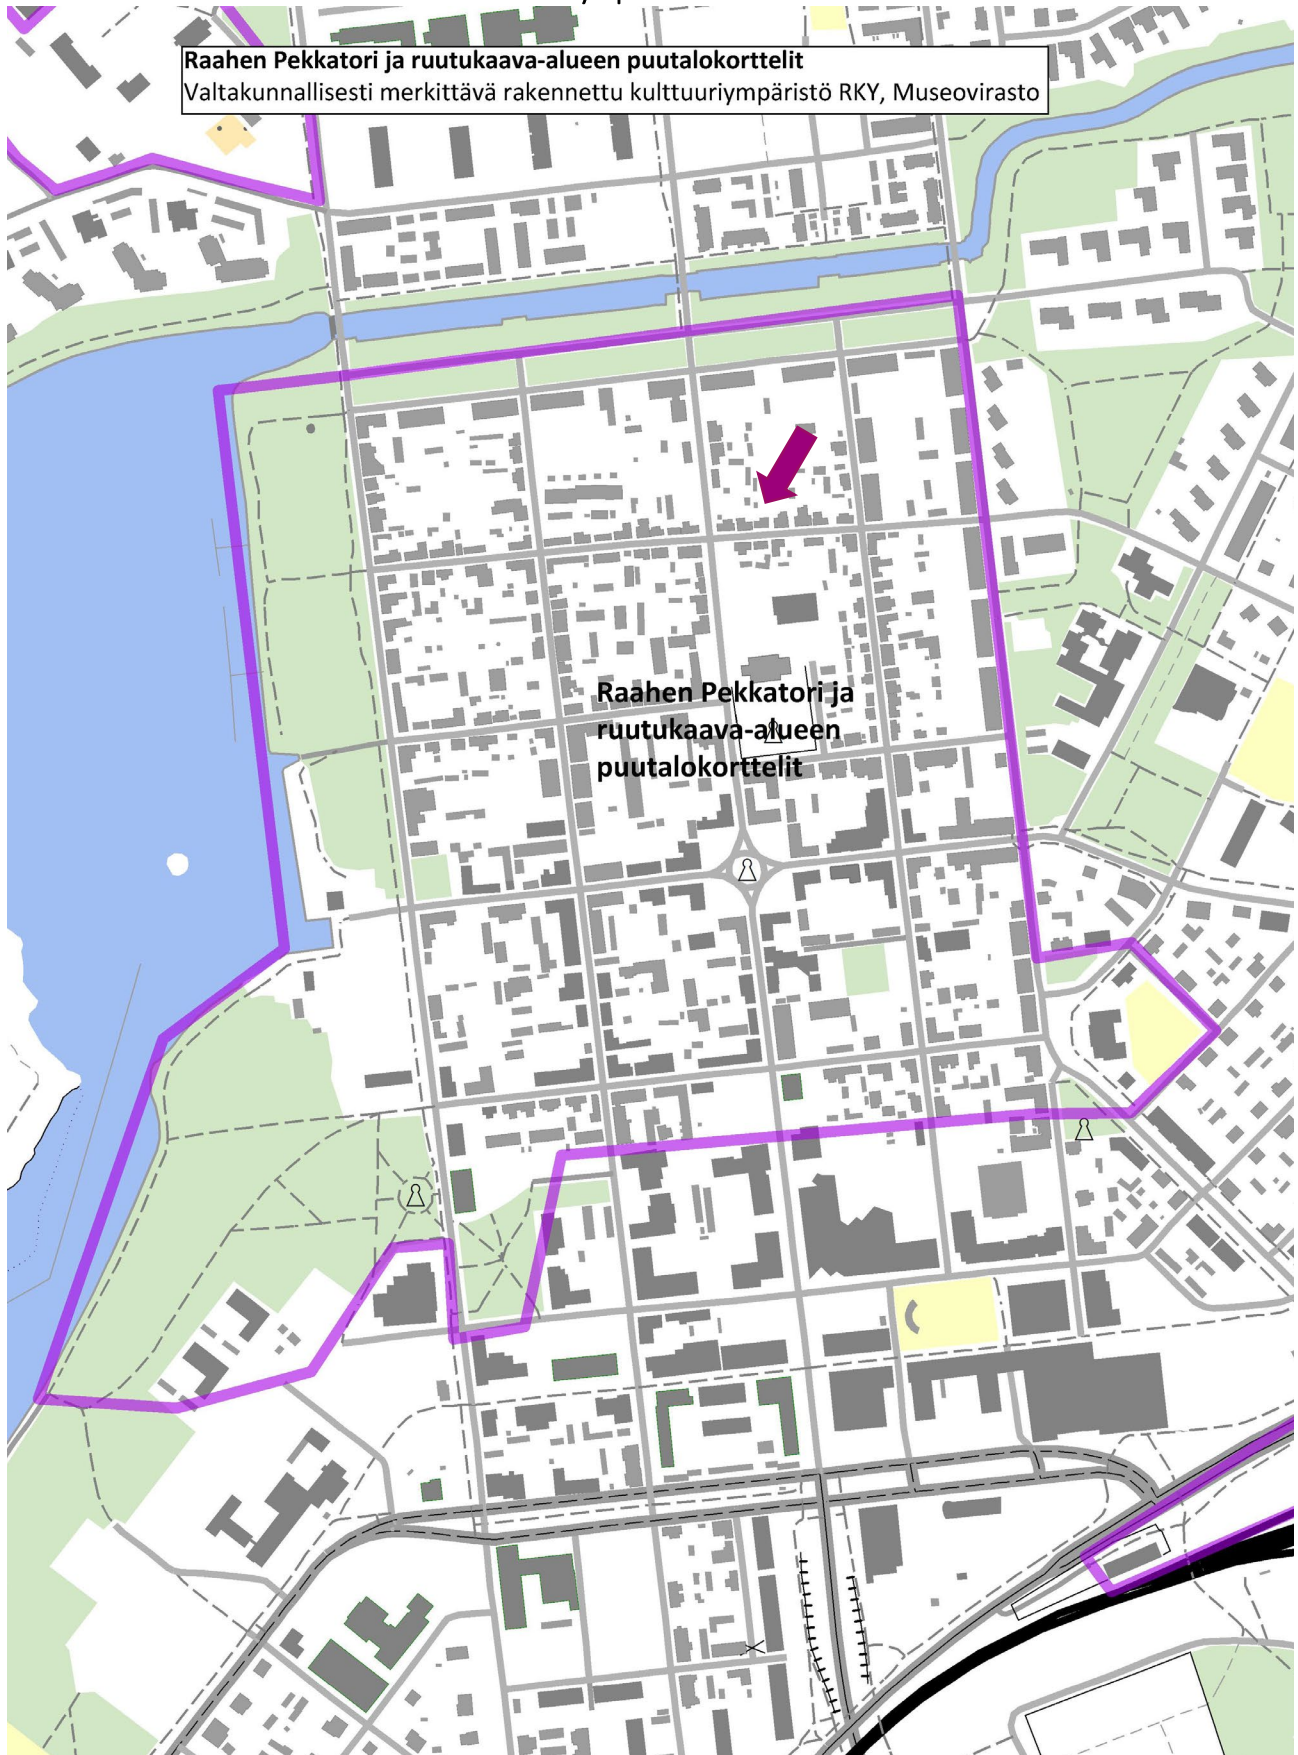 Raahen Pekkatori ja ruutukaava-alueen puutalokorttelit
Valtakunnallisesti merkittävä rakennettu kulttuuriympäristö RKY, Museovirasto
Raahen Pekkatori ja
ruutukaava-alueen
puutalokorttelit